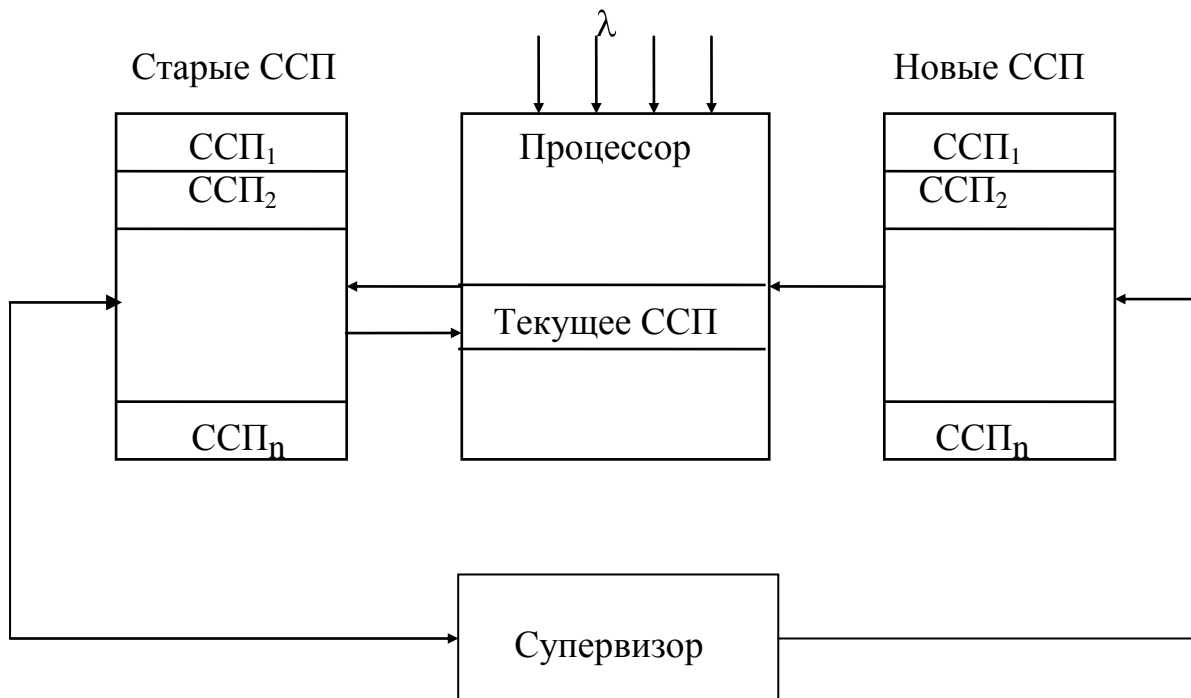 λ
Старые ССП
Новые ССП
ССП₁
Процессор
ССП₁
ССП₂
ССП₂
Текущее ССП
ССПn
ССПn
Супервизор